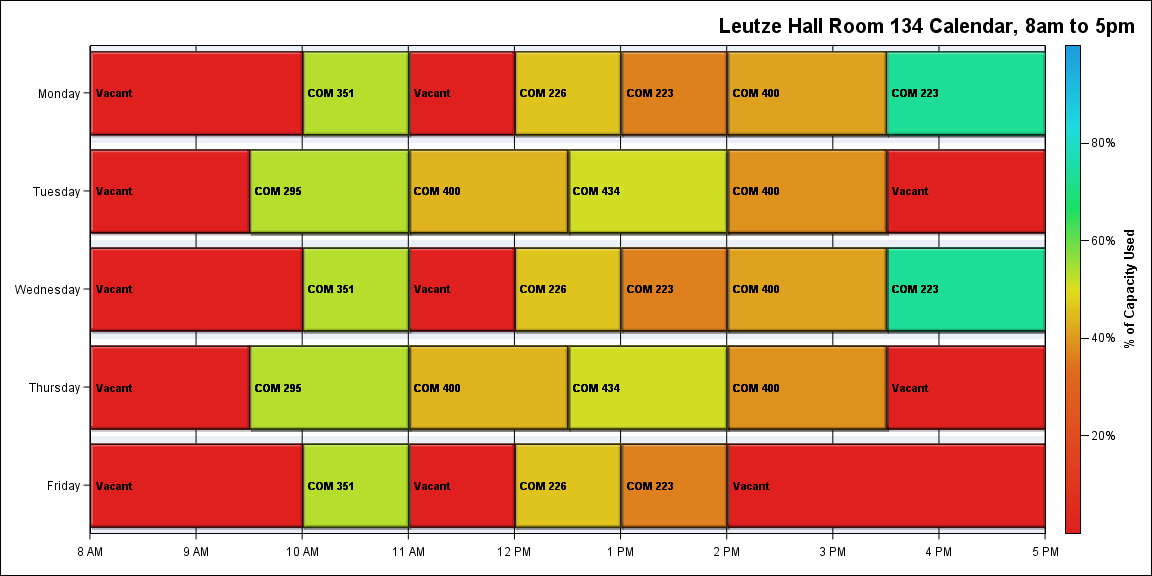 Leutze Hall Room 134 Calendar, 8am to 5pm
Monday
Vacant
COM 351
Vacant
COM 226
COM 223
COM 400
COM 223
Tuesday
Vacant
COM 295
COM 400
COM 434
COM 400
Vacant
Wednesday
Vacant
COM 351
Vacant
COM 226
COM 223
COM 400
COM 223
Thursday
Vacant
COM 295
COM 400
COM 434
COM 400
Vacant
Friday
Vacant
COM 351
Vacant
COM 226
COM 223
Vacant
8 AM
9 AM
10 AM
11 AM
12 PM
1 PM
2 PM
3 PM
4 PM
5 PM
80%
60%
40%
20%
% of Capacity Used